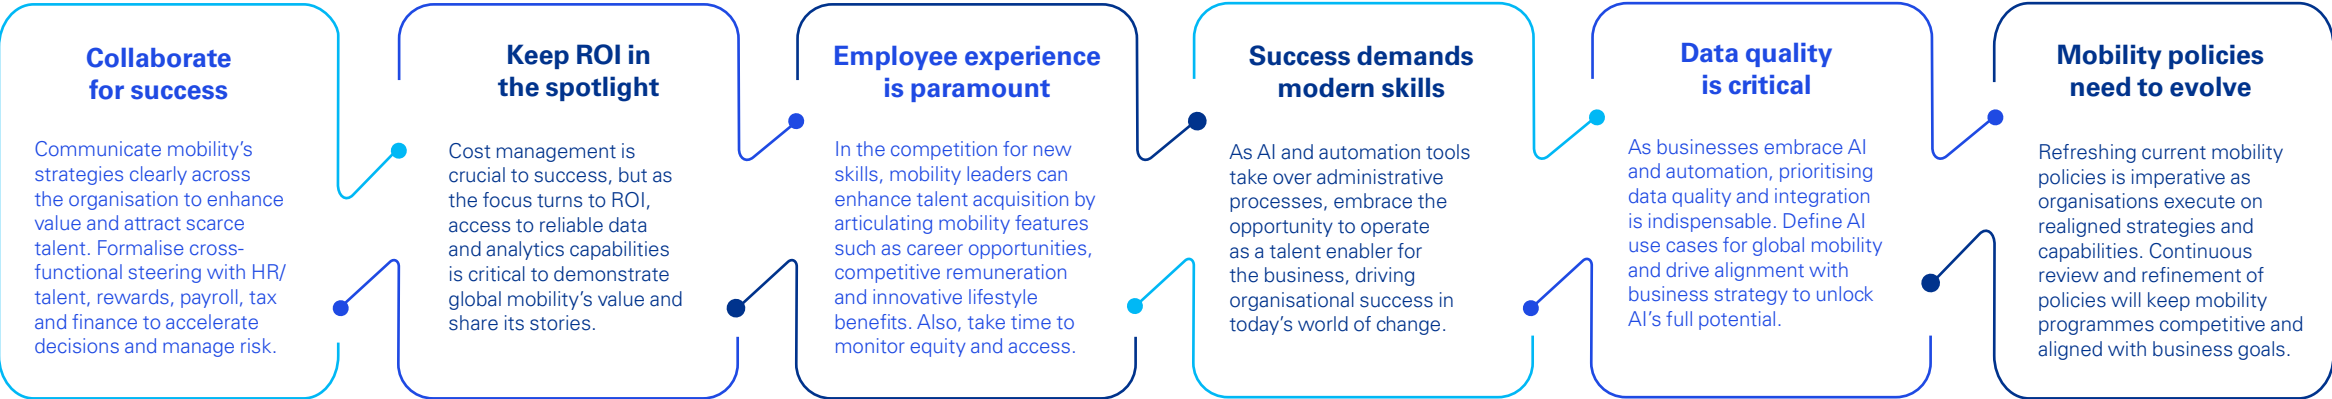 Collaborate
for success
Communicate mobility's
strategies clearly across
the organisation to enhance
value and attract scarce
talent. Formalise cross-
functional steering with HR/
talent, rewards, payroll, tax
and finance to accelerate
decisions and manage risk.
Keep ROI in
the spotlight
Cost management is
crucial to success, but as
the focus turns to ROI,
access to reliable data
and analytics capabilities
is critical to demonstrate
global mobility's value and
share its stories.
Employee experience
is paramount
In the competition for new
skills, mobility leaders can
enhance talent acquisition by
articulating mobility features
such as career opportunities,
competitive remuneration
and innovative lifestyle
benefits. Also, take time to
monitor equity and access.
Success demands
modern skills
As AI and automation tools
take over administrative
processes, embrace the
opportunity to operate
as a talent enabler for
the business, driving
organisational success in
today's world of change.
Data quality
is critical
As businesses embrace AI
and automation, prioritising
data quality and integration
is indispensable. Define AI
use cases for global mobility
and drive alignment with
business strategy to unlock
AI's full potential.
Mobility policies
need to evolve
Refreshing current mobility
policies is imperative as
organisations execute on
realigned strategies and
capabilities. Continuous
review and refinement of
policies will keep mobility
programmes competitive and
aligned with business goals.